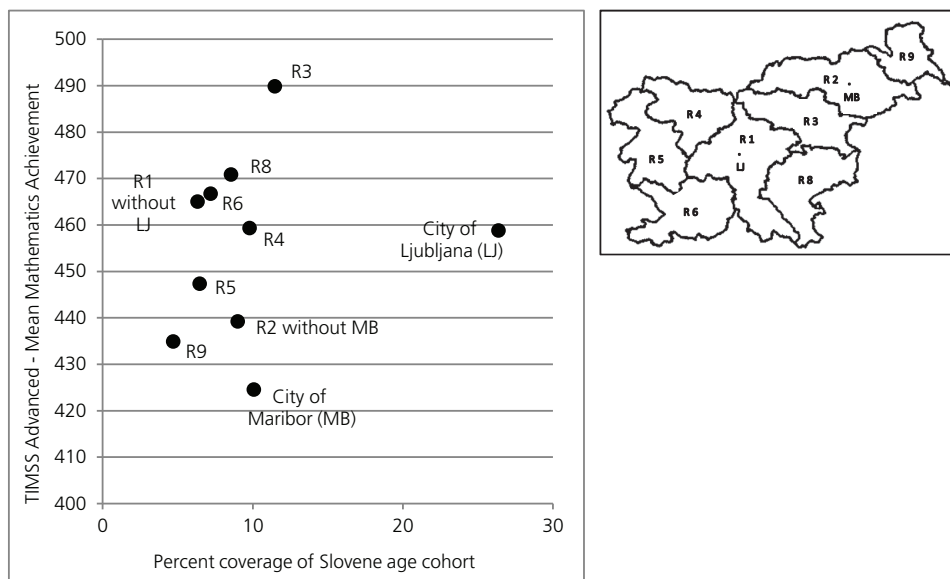 TIMSS Advanced - Mean Mathematics Achievement
500
490
480
470
460
450
440
430
420
410
400
0
10
20
30
Percent coverage of Slovene age cohort
R3
R8
R1
without
LJ
R6
R4
City of
Ljubljana (LJ)
R5
R2 without MB
R9
City of
Maribor (MB)
R9
R2
MB
R4
R3
R1
R5
LJ
R8
R6